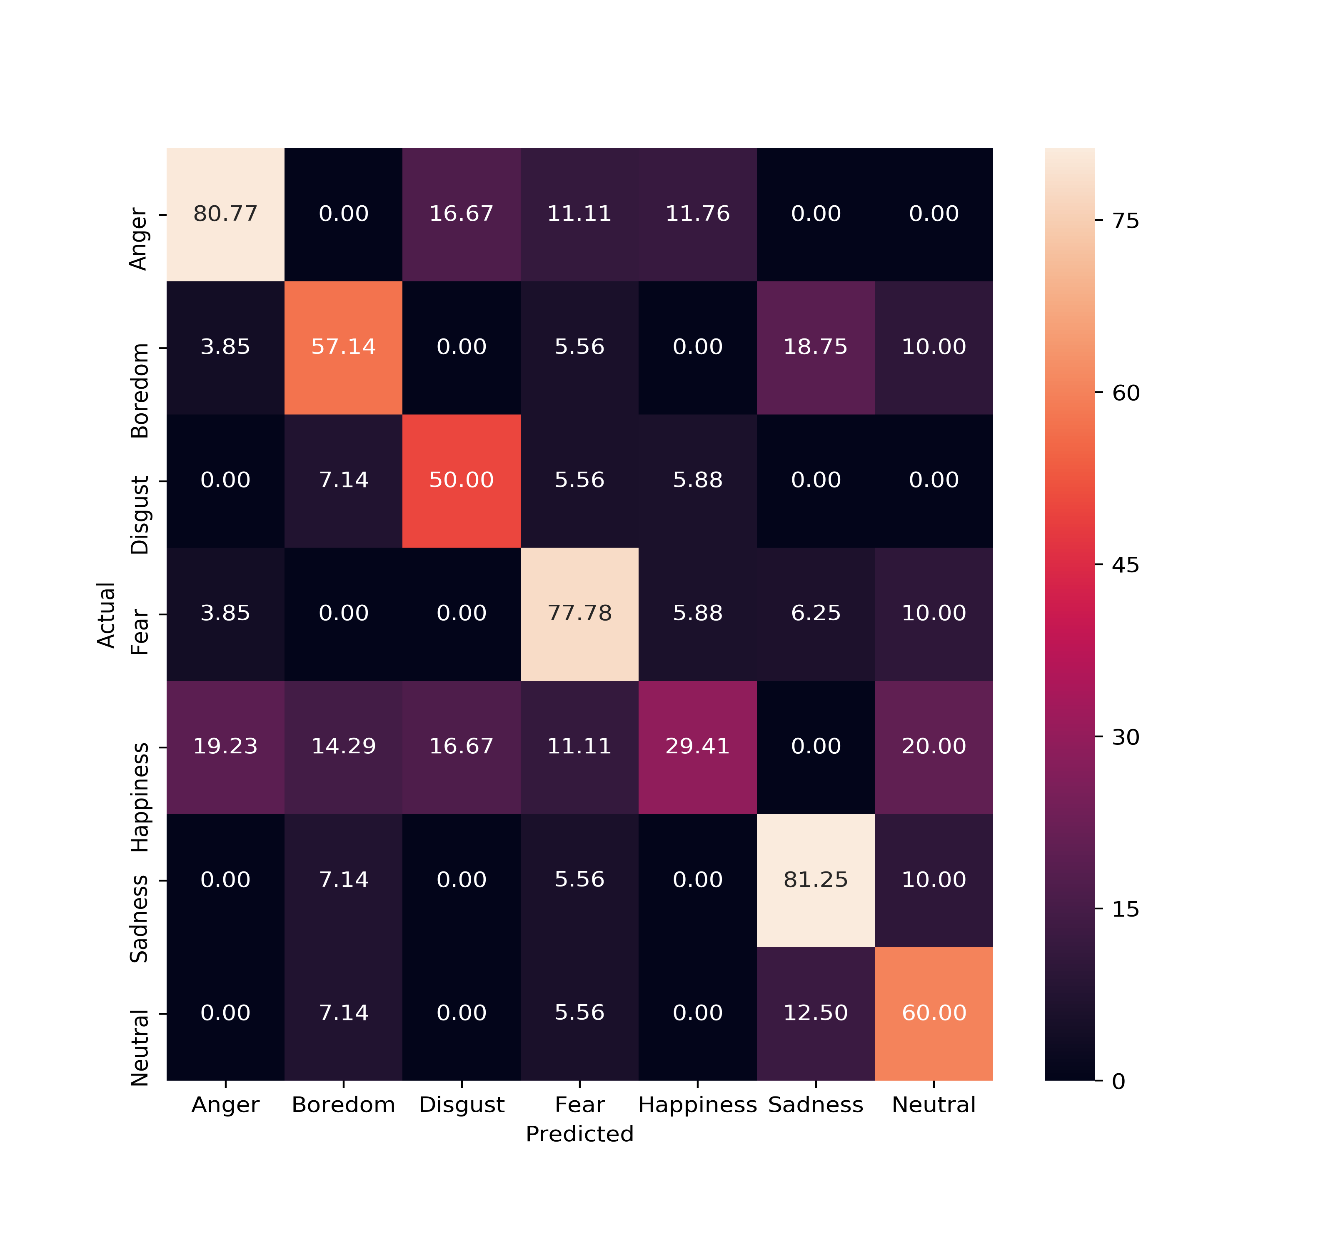 Actual
Anger 80.77 0.00 16.67 11.11 11.76 0.00 0.00
Boredom 3.85 57.14 0.00 5.56 0.00 18.75 10.00
Disgust 0.00 7.14 50.00 5.56 5.88 0.00 0.00
Fear 3.85 0.00 0.00 77.78 5.88 6.25 10.00
Happiness 19.23 14.29 16.67 11.11 29.41 0.00 20.00
Sadness 0.00 7.14 0.00 5.56 0.00 81.25 10.00
Neutral 0.00 7.14 0.00 5.56 0.00 12.50 60.00
Anger Boredom Disgust Fear Happiness Sadness Neutral
Predicted
75
60
45
30
15
0